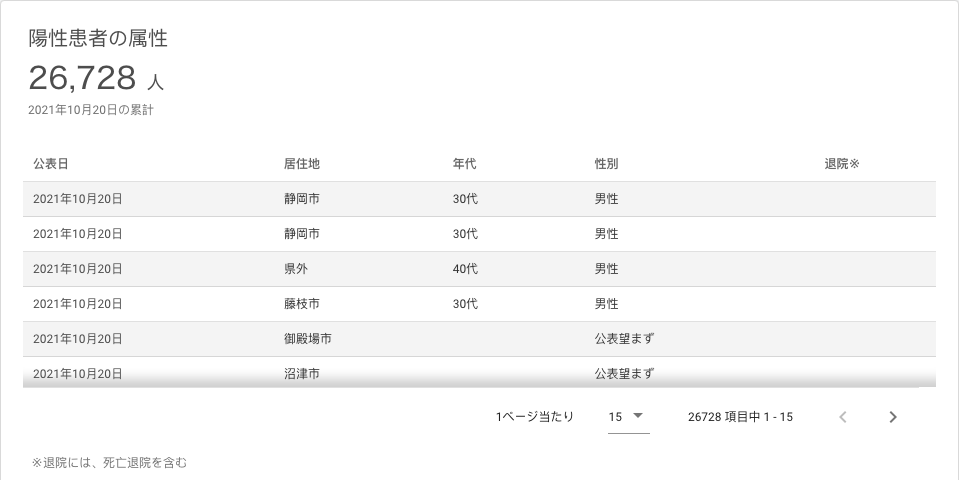 陽性患者の属性
26,728 人
2021年10月20日の累計
公表日 居住地 年代 性別 退院※
2021年10月20日 静岡市 30代 男性
2021年10月20日 静岡市 30代 男性
2021年10月20日 県外 40代 男性
2021年10月20日 藤枝市 30代 男性
2021年10月20日 御殿場市 公表望まず
2021年10月20日 沼津市 公表望まず
1ページ当たり 15 26728 項目中 1 - 15
※退院には、死亡退院を含む